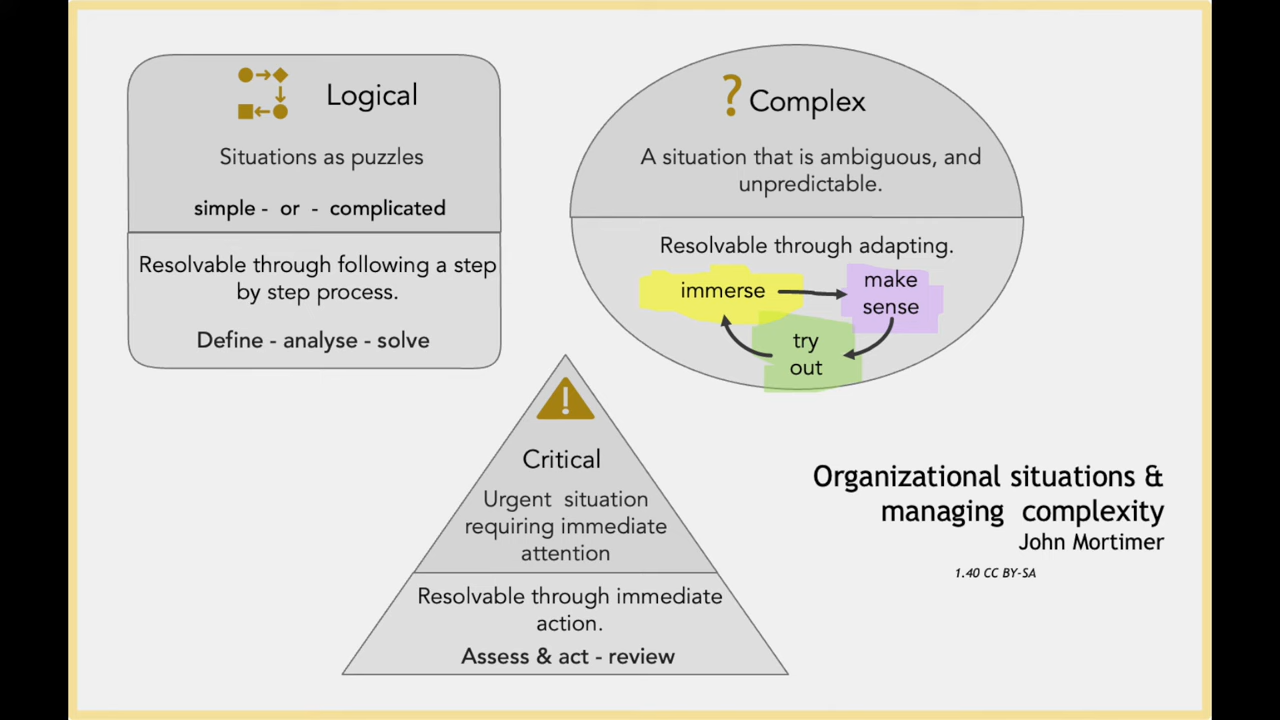 Logical
Situations as puzzles
simple - or - complicated
Resolvable through following a step
by step process.
Define - analyse - solve
? Complex
A situation that is ambiguous, and
unpredictable.
Resolvable through adapting.
immerse
make
sense
try
out
!
Critical
Urgent situation
requiring immediate
attention
Resolvable through immediate
action.
Assess & act - review
Organizational situations &
managing complexity
John Mortimer
1.40 CC BY-SA